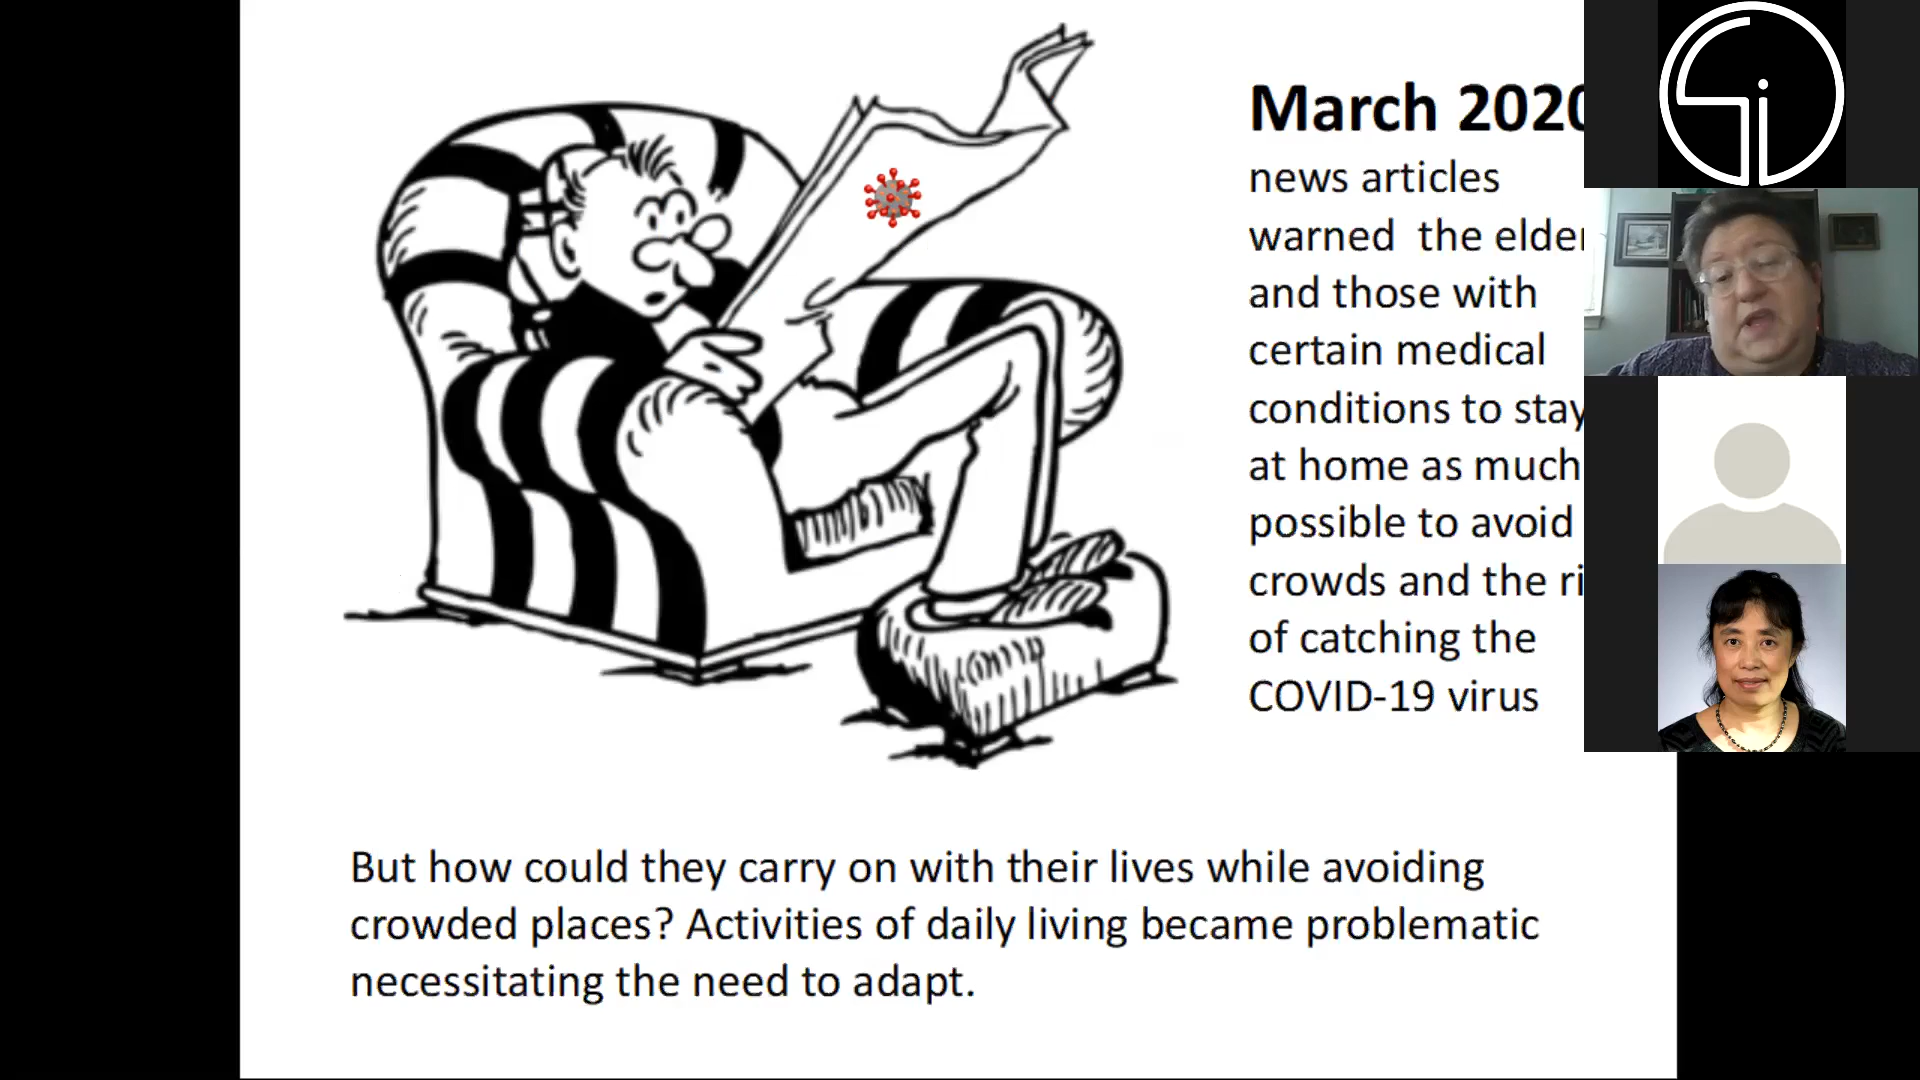 March 2020
news articles
warned  the elder
and those with
certain medical
conditions to stay
at home as much
possible to avoid
crowds and the ri
of catching the
COVID-19 virus
But how could they carry on with their lives while avoiding
crowded places? Activities of daily living became problematic
necessitating the need to adapt.